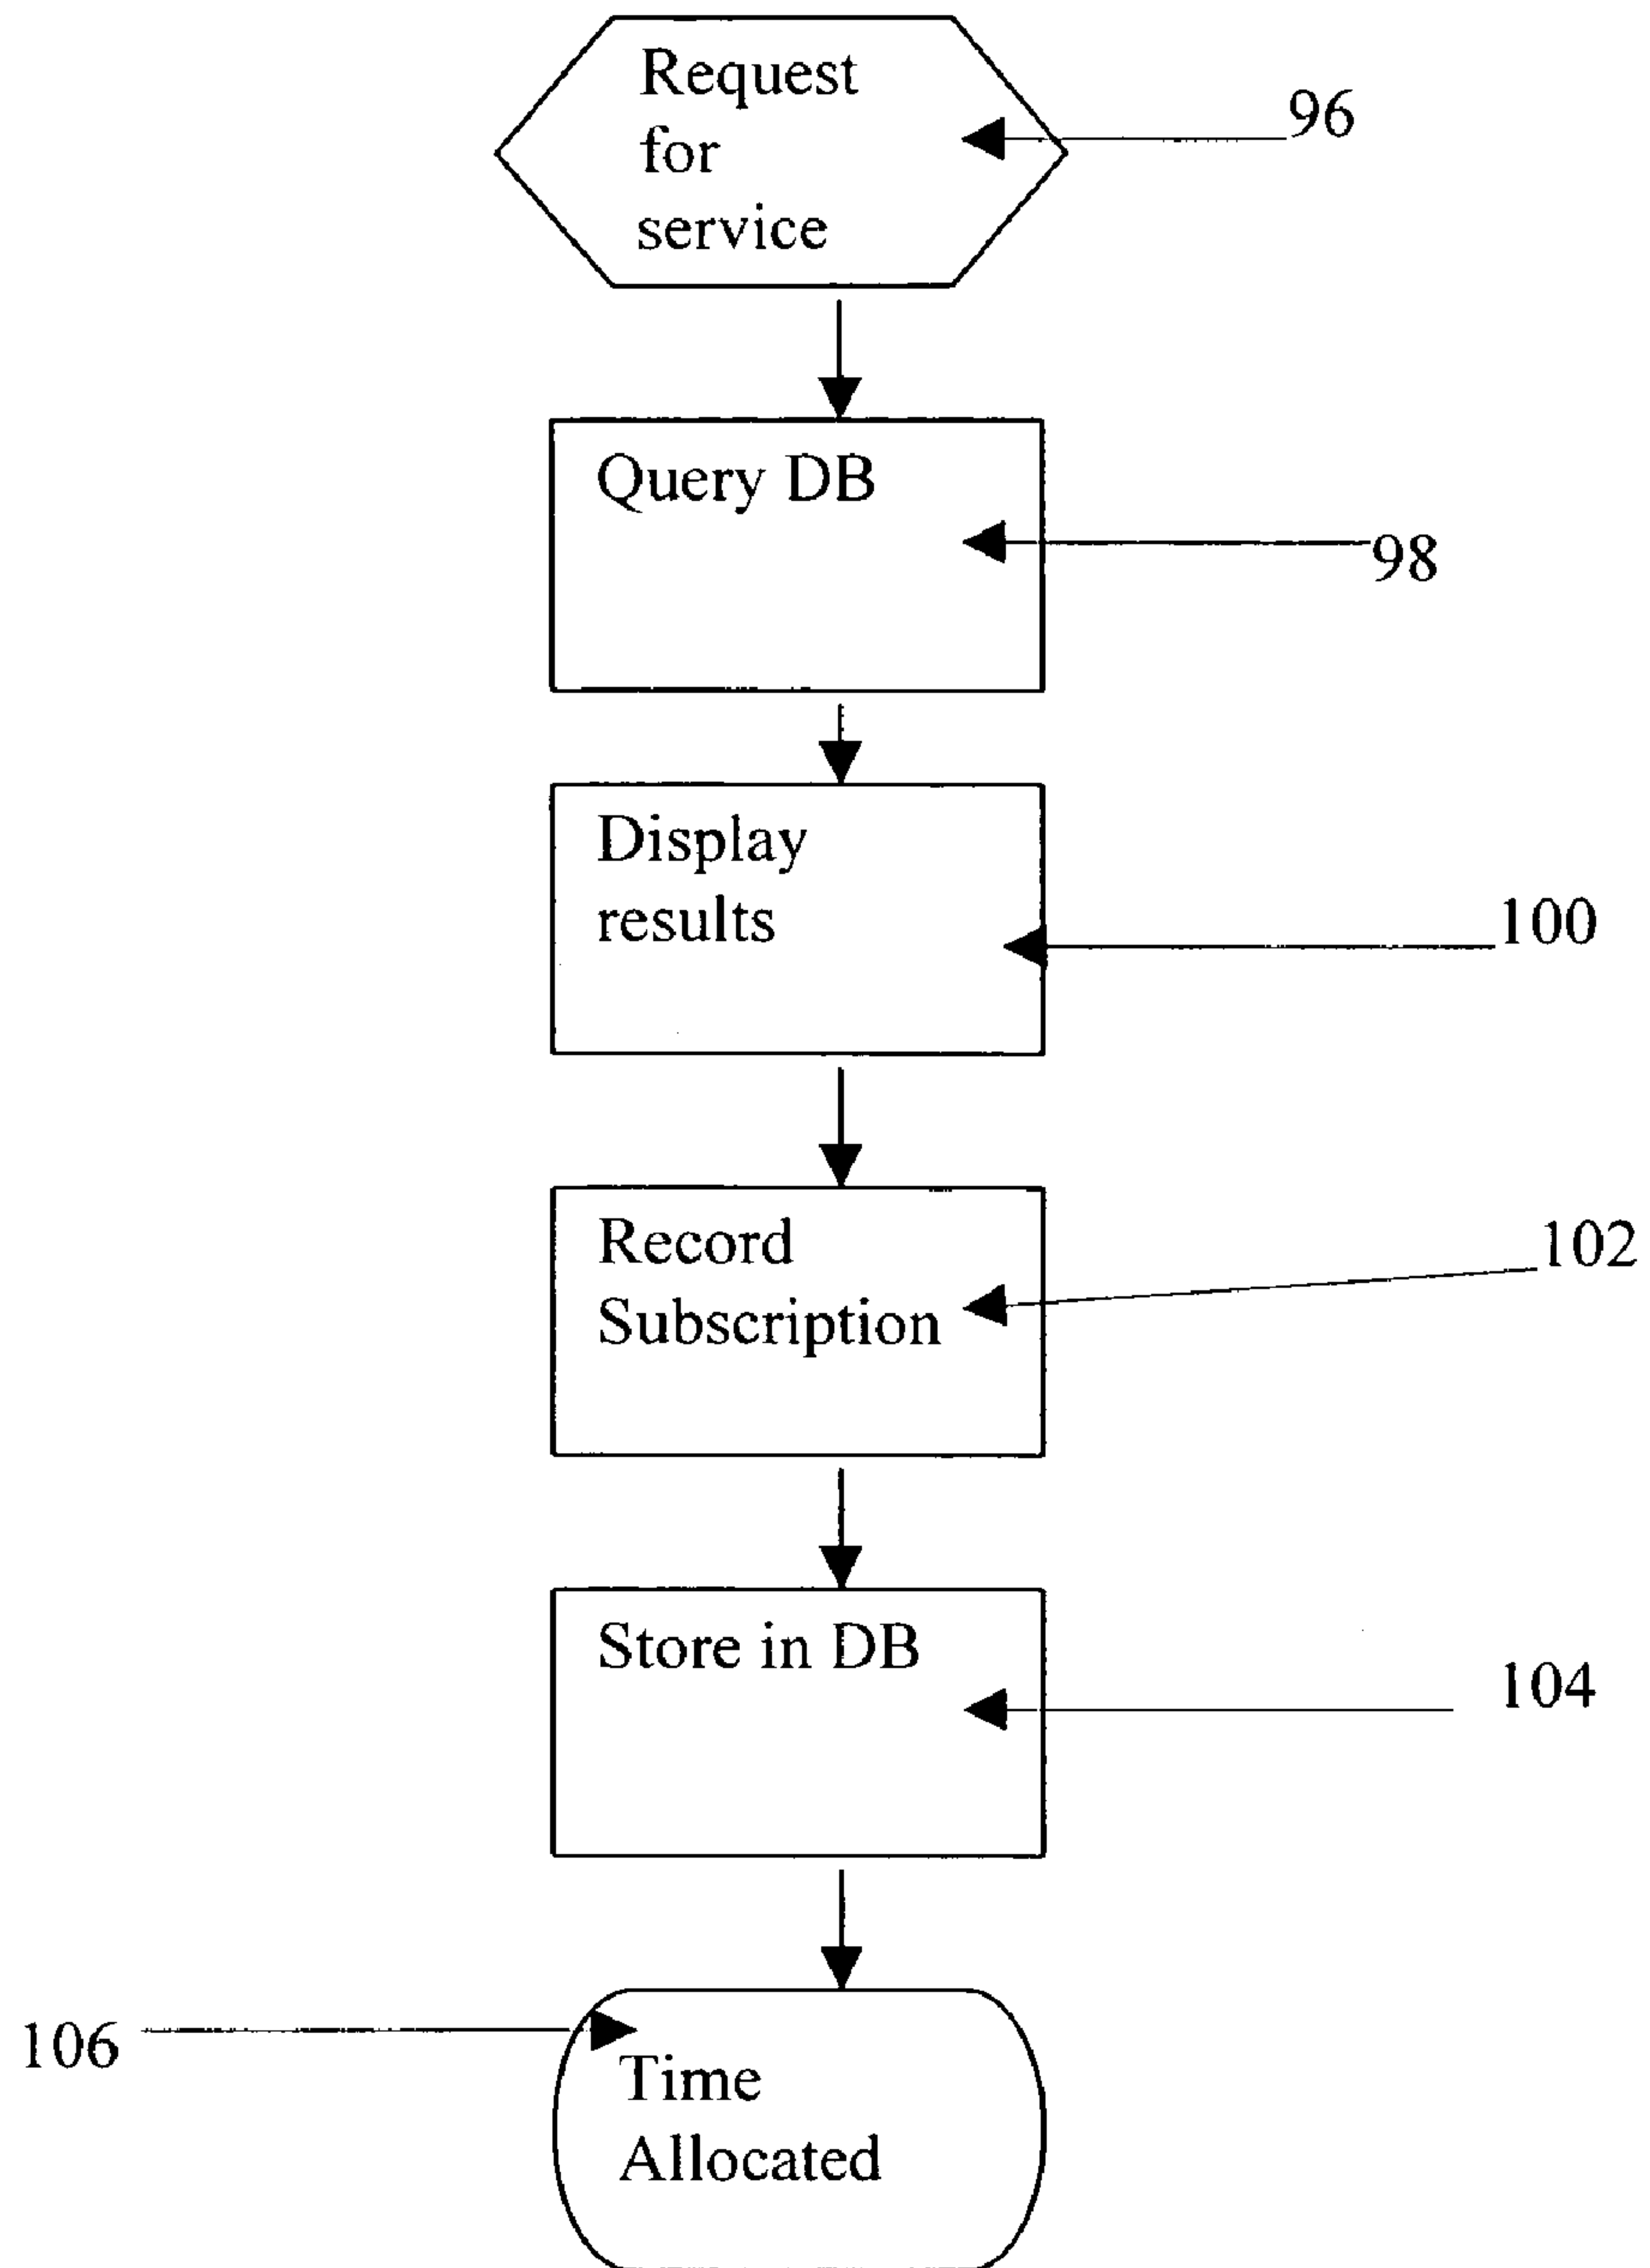 Request
for
service
96
Query DB
98
Display
results
100
Record
Subscription
102
Store in DB
104
106
Time
Allocated